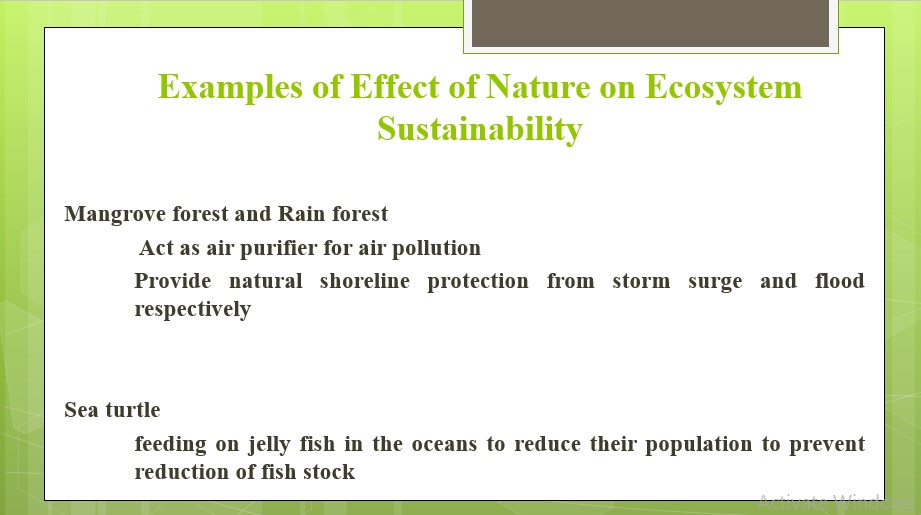 Examples of Effect of Nature on Ecosystem
Sustainability
Mangrove forest and Rain forest
Act as air purifier for air pollution
Provide natural shoreline protection from storm surge and flood
respectively
Sea turtle
feeding on jelly fish in the oceans to reduce their population to prevent
reduction of fish stock
Activate Windows